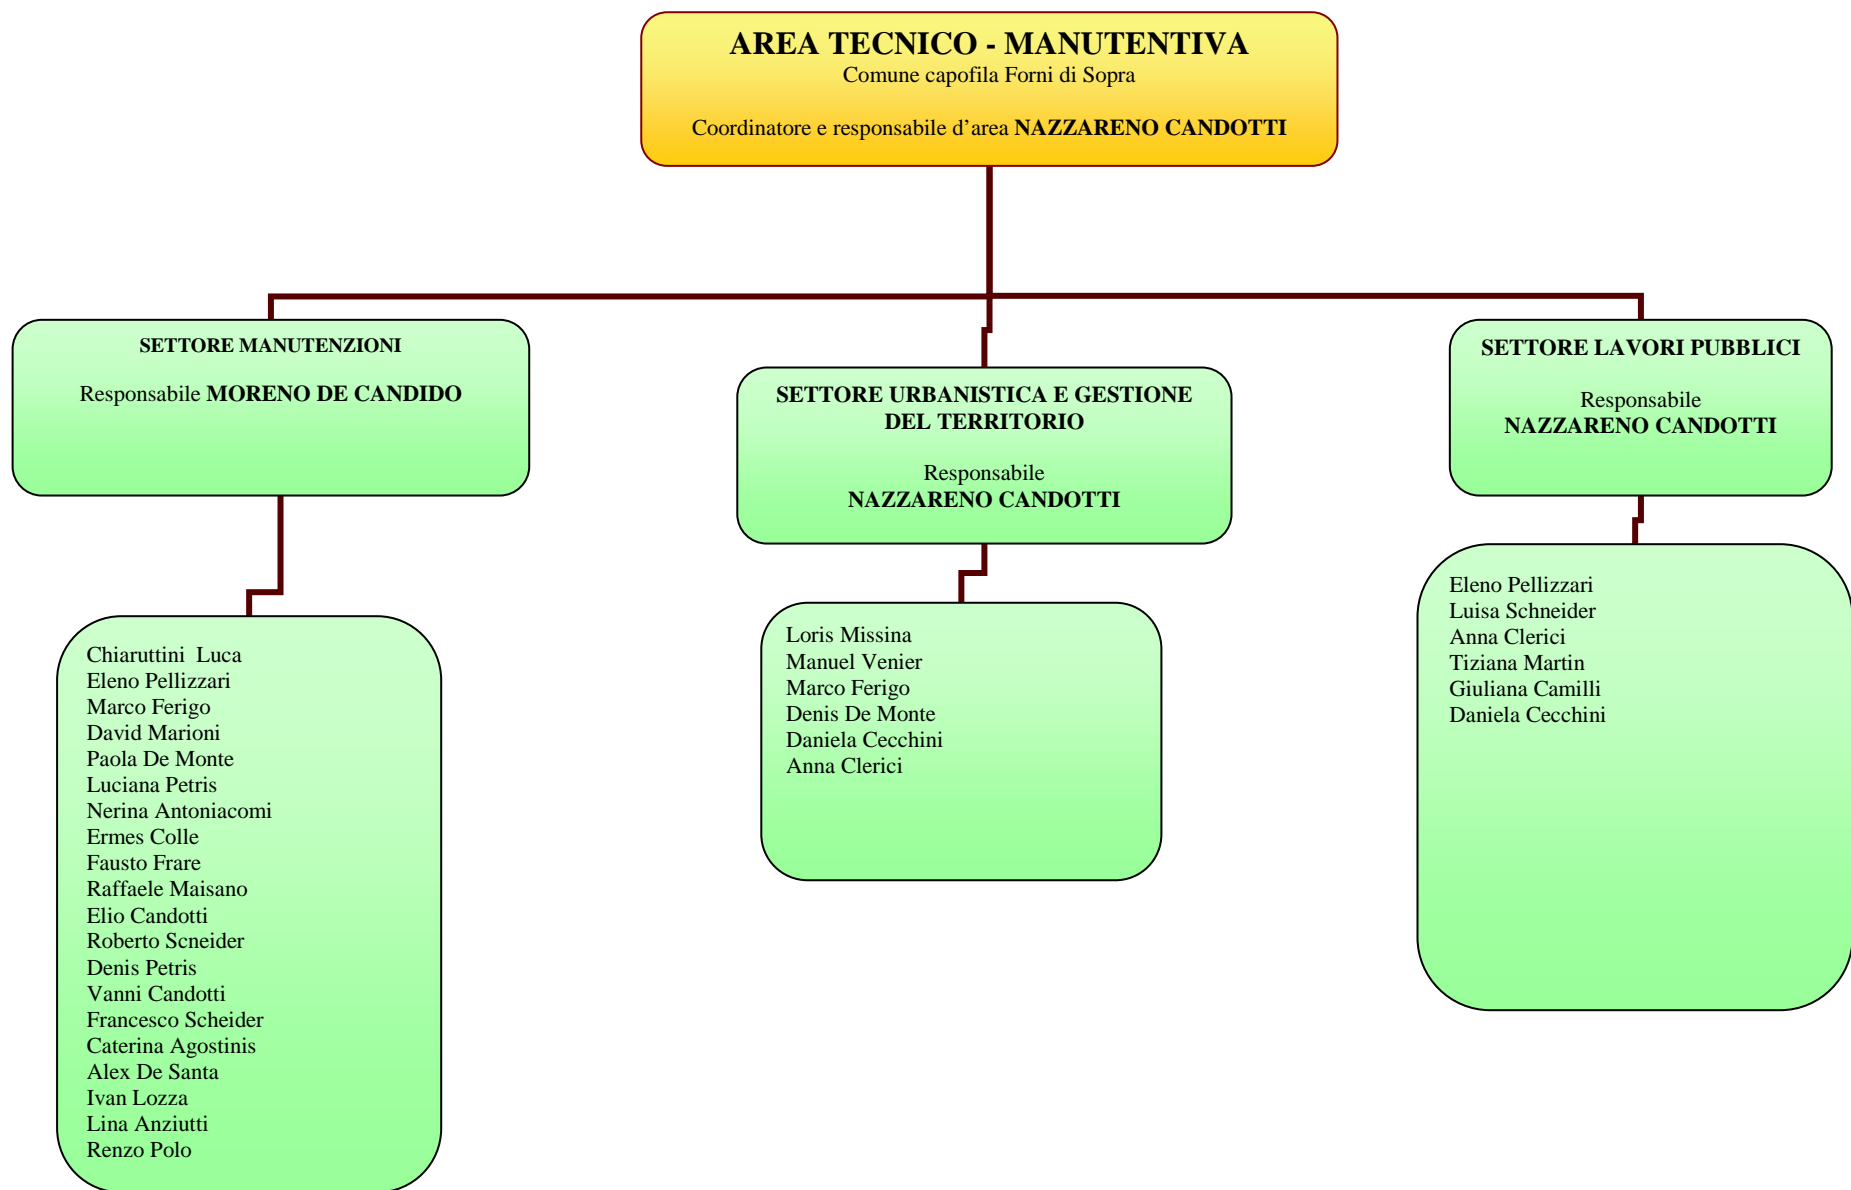 AREA TECNICO - MANUTENTIVA
Comune capofila Forni di Sopra
Coordinatore e responsabile d’area NAZZARENO CANDOTTI
SETTORE MANUTENZIONI
Responsabile MORENO DE CANDIDO
SETTORE URBANISTICA E GESTIONE
DEL TERRITORIO
Responsabile
NAZZARENO CANDOTTI
SETTORE LAVORI PUBBLICI
Responsabile
NAZZARENO CANDOTTI
Chiaruttini  Luca
Eleno Pellizzari
Marco Ferigo
David Marioni
Paola De Monte
Luciana Petris
Nerina Antoniacomi
Ermes Colle
Fausto Frare
Raffaele Maisano
Elio Candotti
Roberto Scneider
Denis Petris
Vanni Candotti
Francesco Scheider
Caterina Agostinis
Alex De Santa
Ivan Lozza
Lina Anziutti
Renzo Polo
Loris Missina
Manuel Venier
Marco Ferigo
Denis De Monte
Daniela Cecchini
Anna Clerici
Eleno Pellizzari
Luisa Schneider
Anna Clerici
Tiziana Martin
Giuliana Camilli
Daniela Cecchini